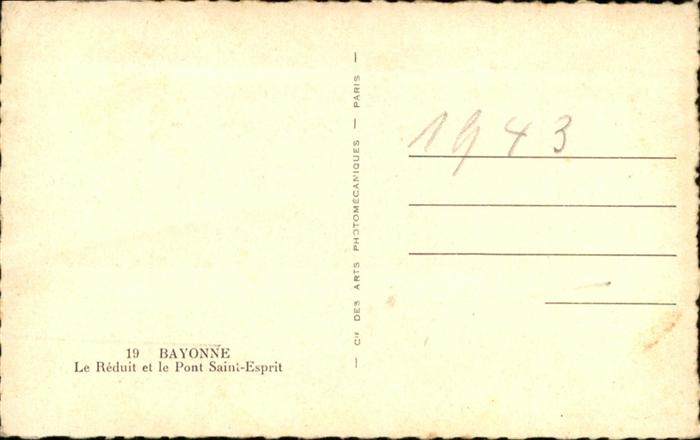 19 BAYONNE
Le Réduit et le Pont Saint-Esprit
— Cie DES ARTS PHOTOMÉCANIQUES — PARIS —
1943